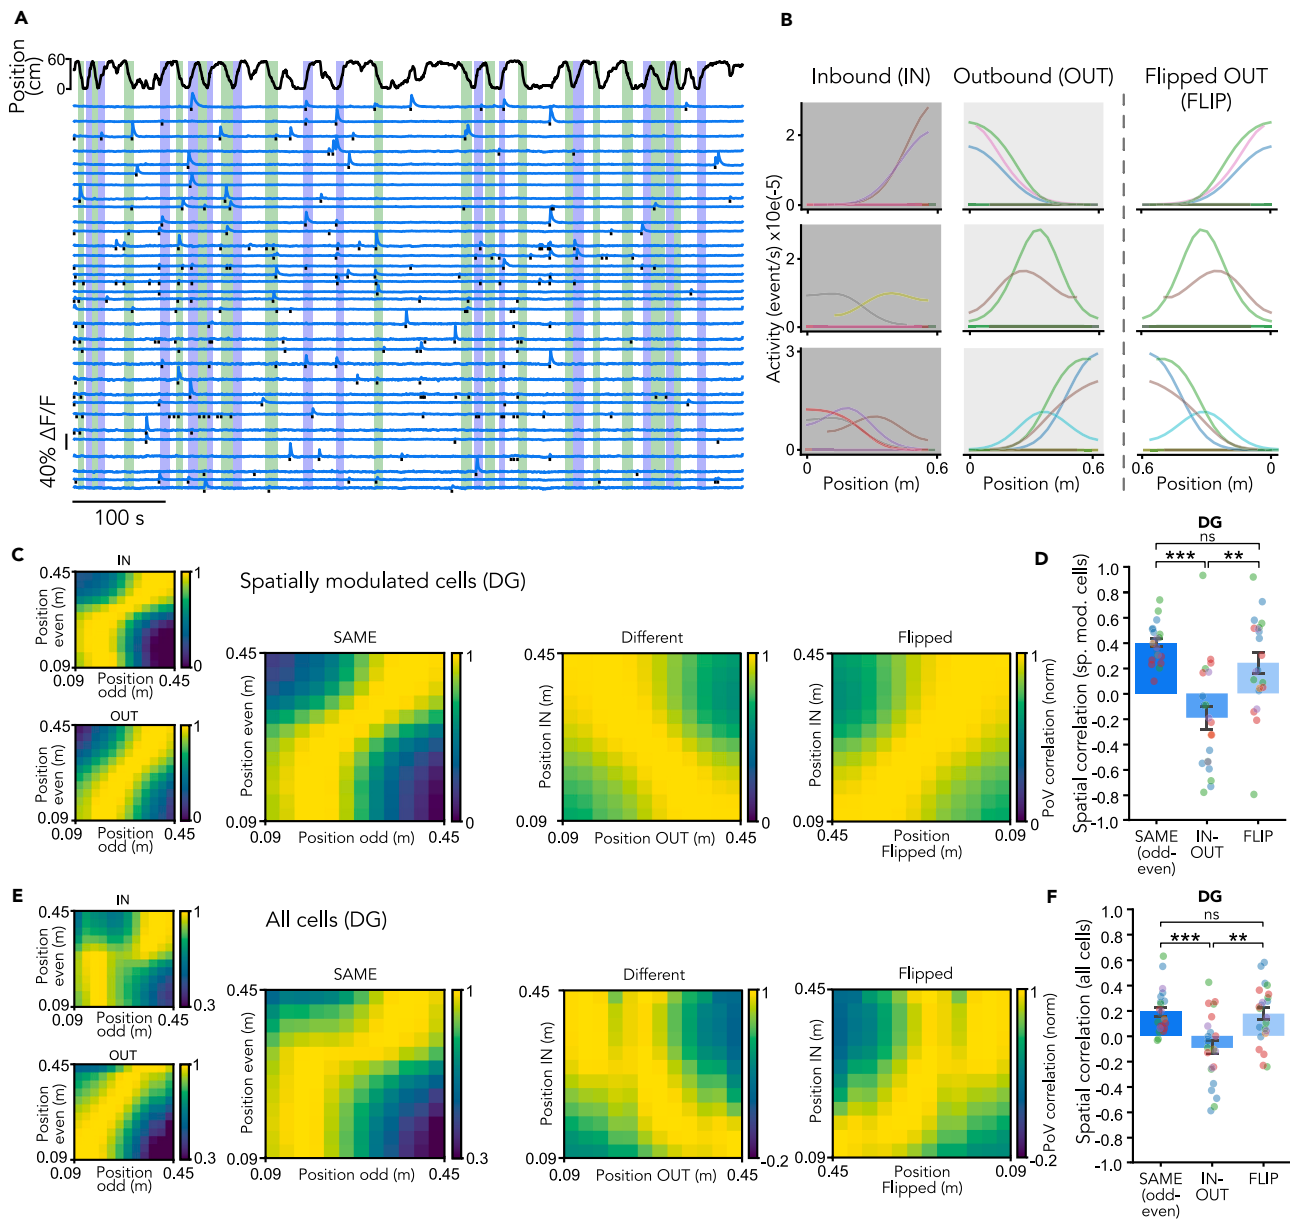 A
Position
(cm)
60
0
40% ΔF/F
100 s
B
Inbound (IN)
Outbound (OUT)
Flipped OUT
(FLIP)
Activity (event/s) x10e(-5)
2
0
2
0
3
0
0
0.6
0
0.6
0.6
0
Position (m)
Position (m)
Position (m)
C
Spatially modulated cells (DG)
IN
0.45
Position
even (m)
0.09
0.09
Position
odd (m)
0.45
1
0
OUT
0.45
Position
even (m)
0.09
0.09
Position
odd (m)
0.45
1
0
SAME
0.45
Position even (m)
0.09
0.09
Position odd (m)
0.45
1
0
Different
0.45
Position IN (m)
0.09
0.09
Position OUT (m)
0.45
1
0
Flipped
0.45
Position IN (m)
0.09
0.45
Position
Flipped (m)
0.09
1
0
PoV correlation (norm)
D
DG
ns
***
**
Spatial correlation (sp. mod. cells)
1.0
0.8
0.6
0.4
0.2
0.0
-0.2
-0.4
-0.6
-0.8
-1.0
SAME
(odd-
even)
IN-
OUT
FLIP
E
All cells (DG)
IN
0.45
Position
even (m)
0.09
0.09
Position
odd (m)
0.45
1
0.3
OUT
0.45
Position
even (m)
0.09
0.09
Position
odd (m)
0.45
1
0.3
SAME
0.45
Position even (m)
0.09
0.09
Position odd (m)
0.45
1
0.3
Different
0.45
Position IN (m)
0.09
0.09
Position OUT (m)
0.45
1
-0.2
Flipped
0.45
Position IN (m)
0.09
0.45
Position
Flipped (m)
0.09
1
-0.2
PoV correlation (norm)
F
DG
ns
***
**
Spatial correlation (all cells)
1.0
0.8
0.6
0.4
0.2
0.0
-0.2
-0.4
-0.6
-0.8
-1.0
SAME
(odd-
even)
IN-
OUT
FLIP